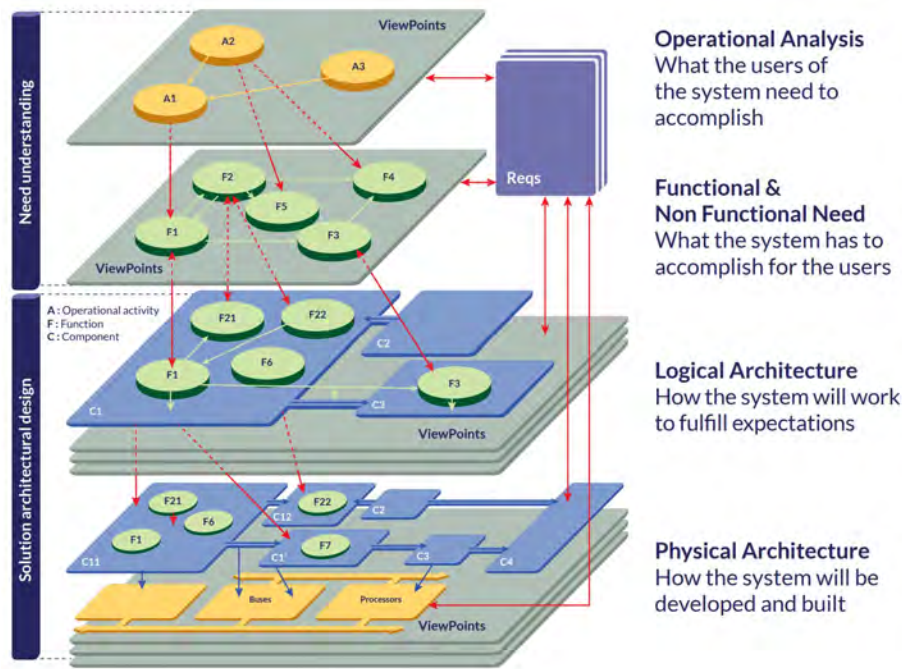 Need understanding
ViewPoints
A2
A3
A1
Reqs
Operational Analysis
What the users of
the system need to
accomplish
F2
F4
F5
F1
F3
ViewPoints
Functional &
Non Functional Need
What the system has to
accomplish for the users
Solution architectural design
A : Operational activity
F : Function
C : Component
F21
F22
F6
F1
C1
C2
C3
F3
ViewPoints
Logical Architecture
How the system will work
to fulfill expectations
F21
F6
F1
C11
F22
C12
C2
F7
C1'
C3
C4
Buses
Processors
ViewPoints
Physical Architecture
How the system will be
developed and built